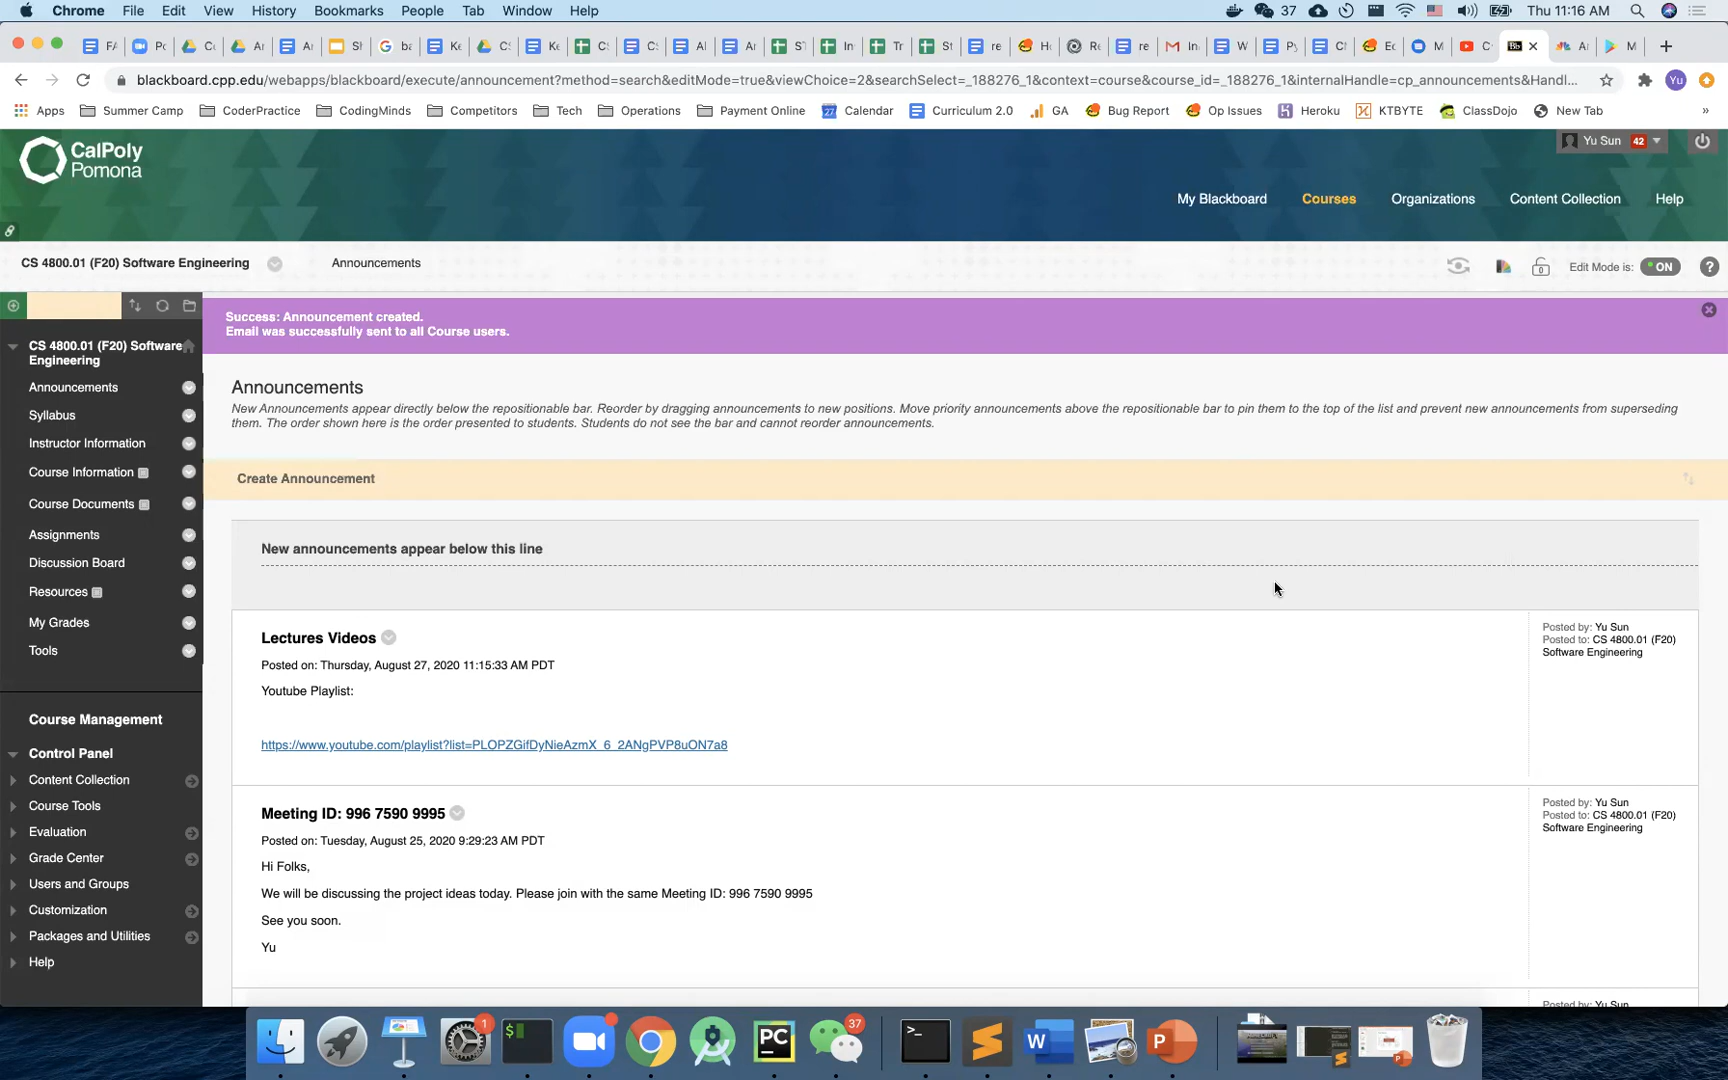 Chrome File Edit View History Bookmarks People Tab Window Help 37 Thu 11:16 AM
blackboard.cpp.edu/webapps/blackboard/execute/announcement?method=search&editMode=true&viewChoice=2&searchSelect=_188276_1&context=course&course_id=_188276_1&internalHandle=cp_announcements&Handl...
Apps Summer Camp CoderPractice CodingMinds Competitors Tech Operations Payment Online Calendar Curriculum 2.0 GA Bug Report Op Issues Heroku KTBYTE ClassDojo New Tab »
CalPoly
Pomona
Yu Sun 42
My Blackboard Courses Organizations Content Collection Help
CS 4800.01 (F20) Software Engineering Announcements Edit Mode is: ON
Success: Announcement created.
Email was successfully sent to all Course users.
CS 4800.01 (F20) Software
Engineering
Announcements
Syllabus
Instructor Information
Course Information
Course Documents
Assignments
Discussion Board
Resources
My Grades
Tools
Course Management
Control Panel
Content Collection
Course Tools
Evaluation
Grade Center
Users and Groups
Customization
Packages and Utilities
Help
Announcements
New Announcements appear directly below the repositionable bar. Reorder by dragging announcements to new positions. Move priority announcements above the repositionable bar to pin them to the top of the list and prevent new announcements from superseding
them. The order shown here is the order presented to students. Students do not see the bar and cannot reorder announcements.
Create Announcement
New announcements appear below this line
Lectures Videos
Posted on: Thursday, August 27, 2020 11:15:33 AM PDT
Youtube Playlist:
https://www.youtube.com/playlist?list=PLOPZGifDyNieAzmX_6_2ANgPVP8uON7a8
Posted by: Yu Sun
Posted to: CS 4800.01 (F20)
Software Engineering
Meeting ID: 996 7590 9995
Posted on: Tuesday, August 25, 2020 9:29:23 AM PDT
Hi Folks,
We will be discussing the project ideas today. Please join with the same Meeting ID: 996 7590 9995
See you soon.
Yu
Posted by: Yu Sun
Posted to: CS 4800.01 (F20)
Software Engineering
Posted by: Yu Sun
1
37